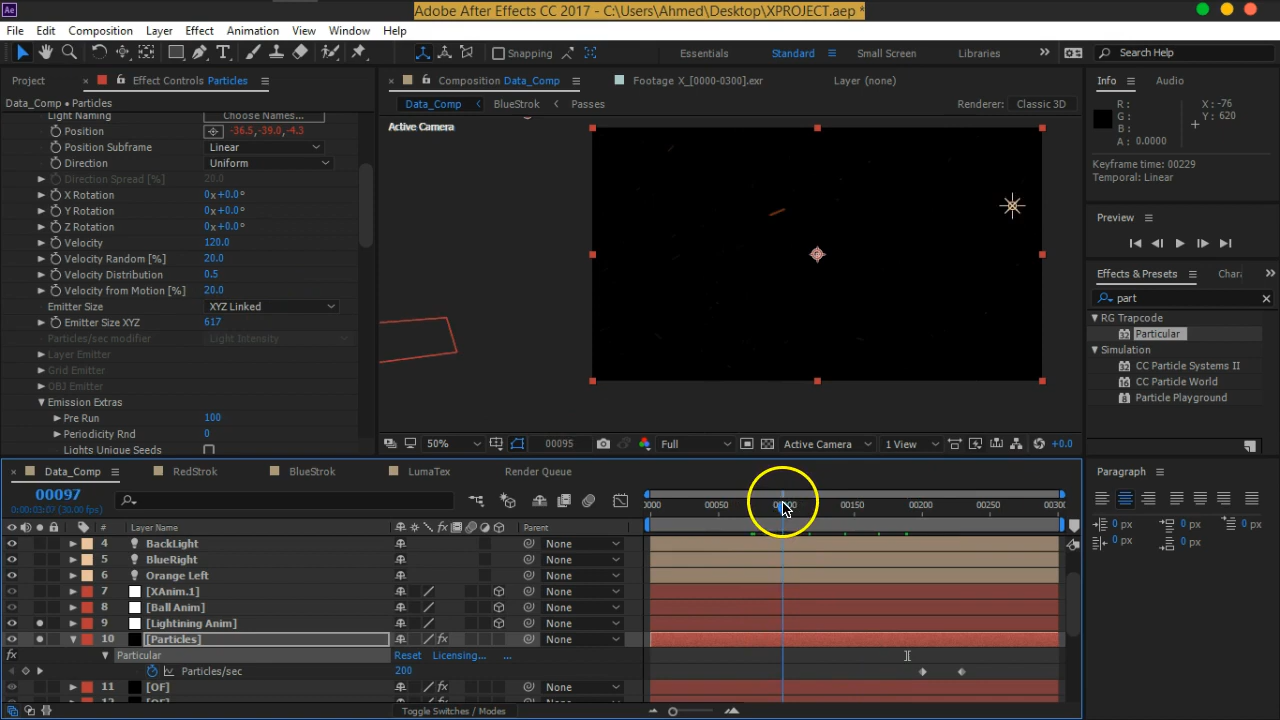 Adobe After Effects CC 2017 - C:\Users\Ahmed\Desktop\XPROJECT.aep *
File Edit Composition Layer Effect Animation View Window Help
Snapping Essentials Standard Small Screen Libraries Search Help
Project Effect Controls Particles
Data_Comp • Particles
Light Naming Choose Names...
Position -36.5,-39.0,-4.3
Position Subframe Linear
Direction Uniform
Direction Spread [%] 20.0
X Rotation 0x+0.0°
Y Rotation 0x+0.0°
Z Rotation 0x+0.0°
Velocity 120.0
Velocity Random [%] 20.0
Velocity Distribution 0.5
Velocity from Motion [%] 20.0
Emitter Size XYZ Linked
Emitter Size XYZ 617
Particles/sec modifier Light Intensity
Layer Emitter
Grid Emitter
OBJ Emitter
Emission Extras
Pre Run 100
Periodicity Rnd 0
Lights Unique Seeds
Composition Data_Comp Footage X_[0000-0300].exr Layer (none)
Data_Comp BlueStrok Passes Renderer: Classic 3D
Active Camera
50% 00095 Full Active Camera 1 View +0.0
Info Audio
R: X: -76
G: Y: 620
B:
A: 0.0000
Keyframe time 00229
Temporal: Linear
Preview
Effects & Presets Chara
part
RG Trapcode
Particular
Simulation
CC Particle Systems II
CC Particle World
Particle Playground
Data_Comp RedStrok BlueStrok LumaTex Render Queue
00097
0:00:03:07 (30.00 fps)
00050 00150 00200 00250
# Layer Name Parent
4 BackLight None
5 BlueRight None
6 Orange Left None
7 [XAnim.1] None
8 [Ball Anim] None
9 [Lightining Anim] None
10 [Particles] fx None
fx Particular Reset Licensing... ...
Particles/sec 200
11 [OF] fx None
Toggle Switches / Modes
Paragraph
0 px 0 px 0 px
0 px 0 px